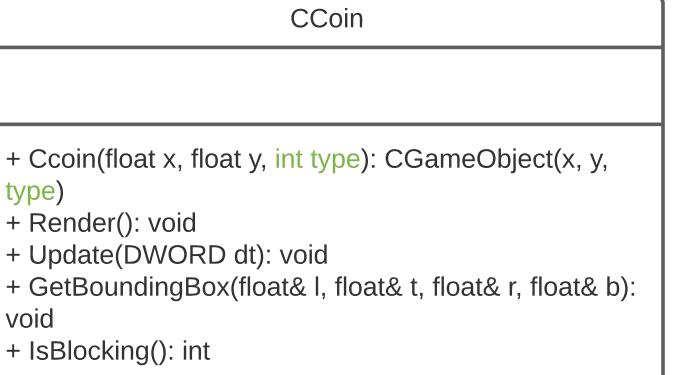 CCoin
+ Ccoin(float x, float y, int type): CGameObject(x, y,
type)
+ Render(): void
+ Update(DWORD dt): void
+ GetBoundingBox(float& l, float& t, float& r, float& b):
void
+ IsBlocking(): int